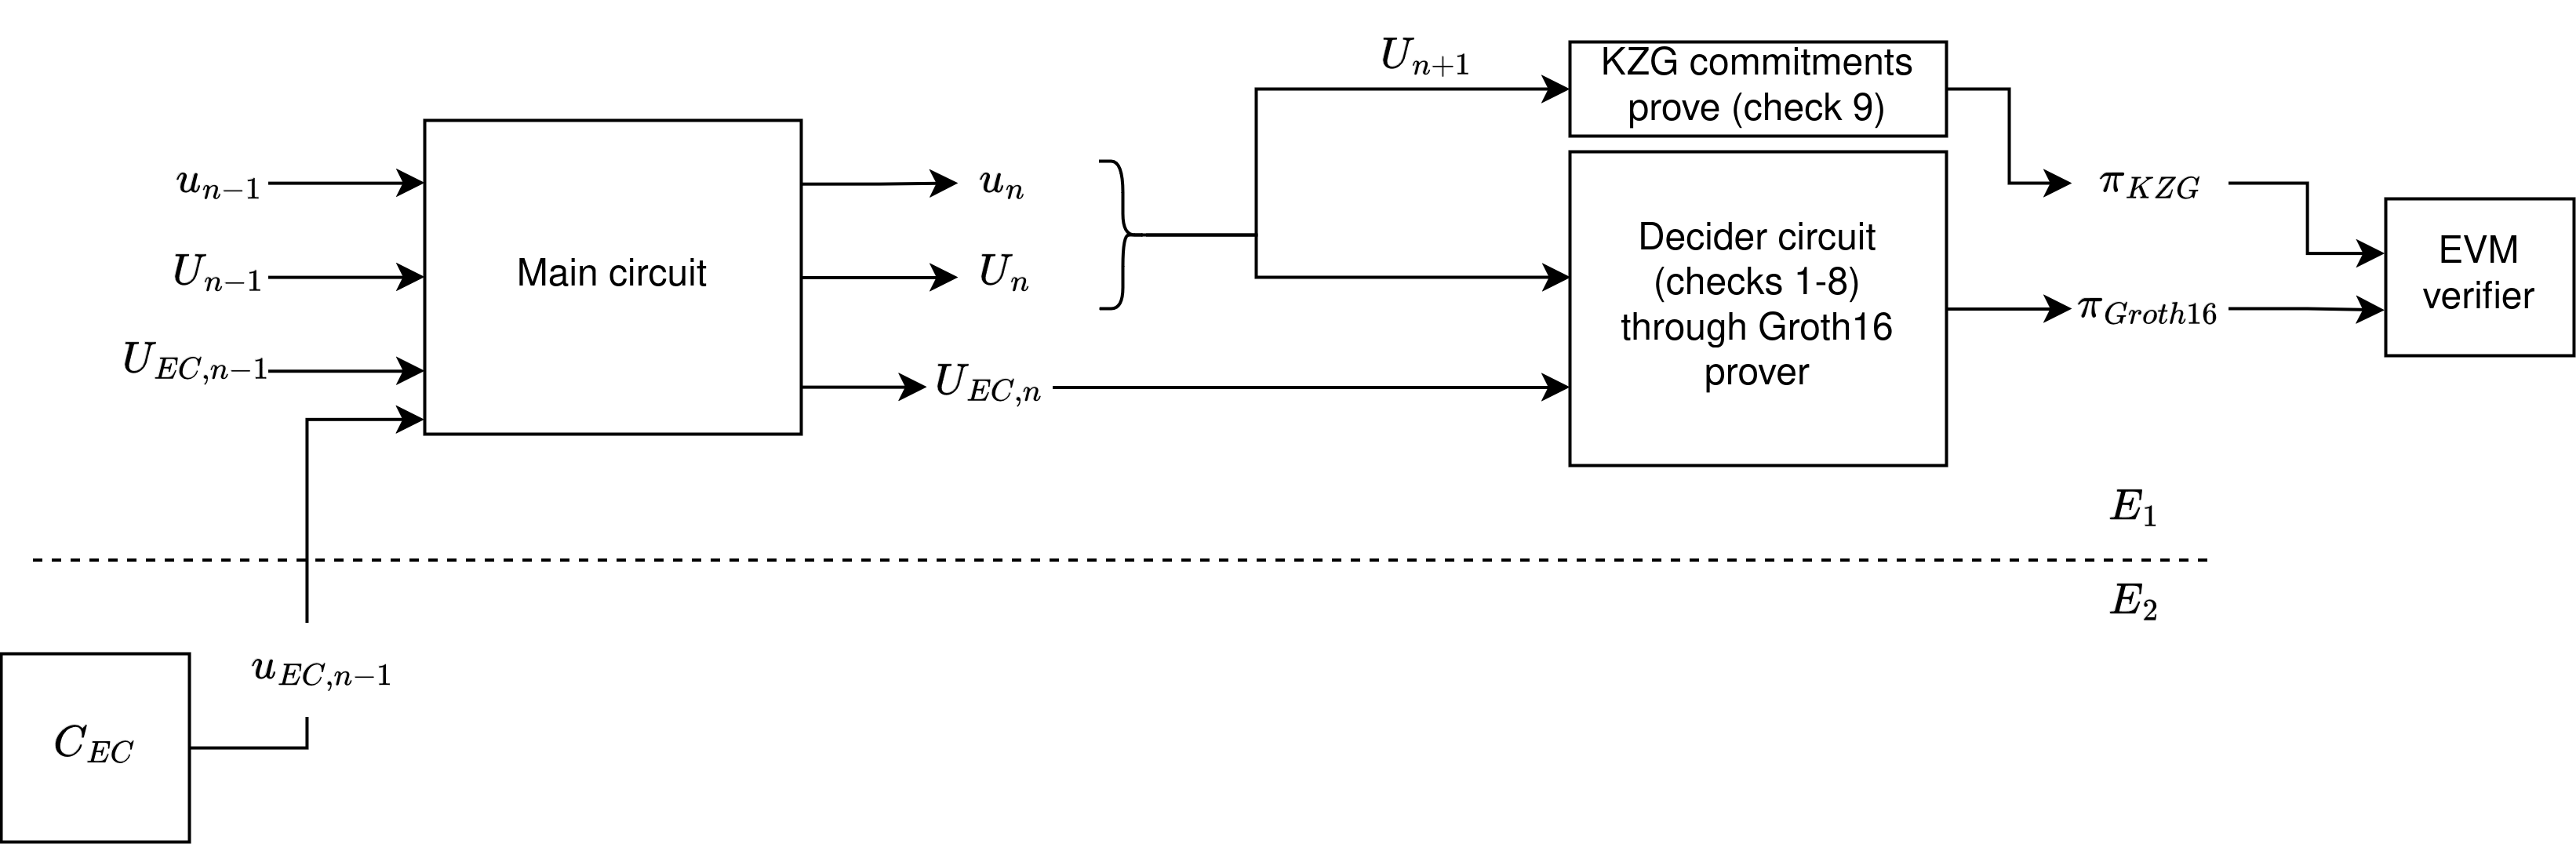 U_{n+1}
KZG commitments
prove (check 9)
u_{n-1}
U_{n-1}
U_{EC,n-1}
Main circuit
u_n
U_n
U_{EC,n}
Decider circuit
(checks 1-8)
through Groth16
prover
π_{KZG}
π_{Groth16}
EVM
verifier
E_1
E_2
u_{EC,n-1}
C_{EC}